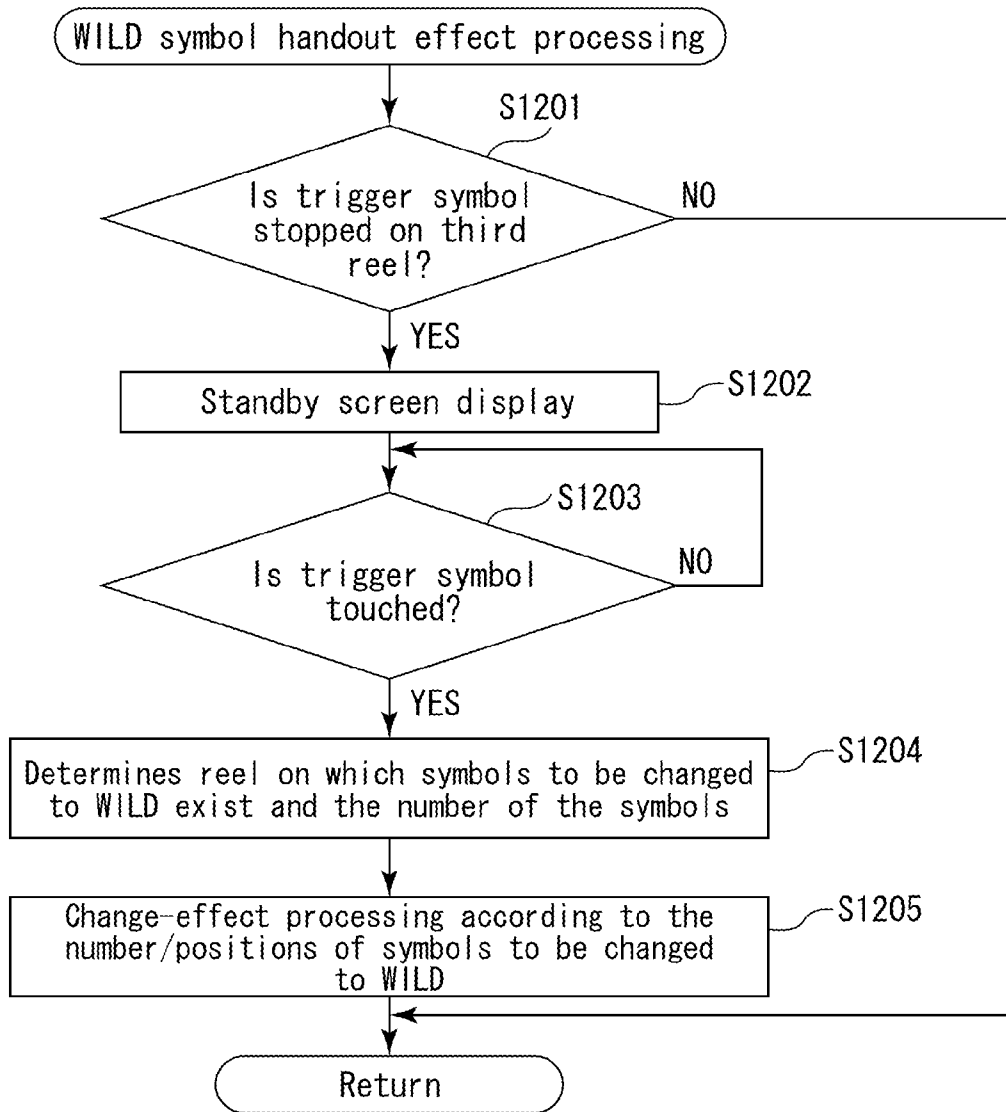 WILD symbol handout effect processing
S1201
Is trigger symbol
stopped on third
reel?
NO
YES
Standby screen display
S1202
S1203
Is trigger symbol
touched?
NO
YES
S1204
Determines reel on which symbols to be changed
to WILD exist and the number of the symbols
S1205
Change-effect processing according to the
number/positions of symbols to be changed
to WILD
Return